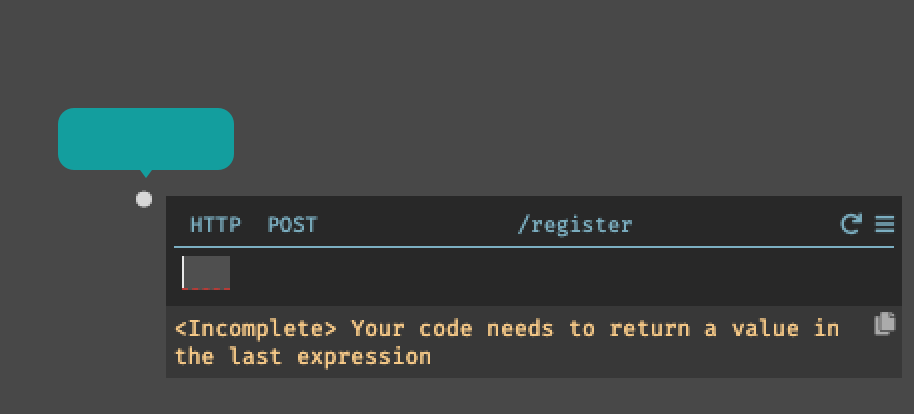 HTTP POST /register
<Incomplete> Your code needs to return a value in
the last expression